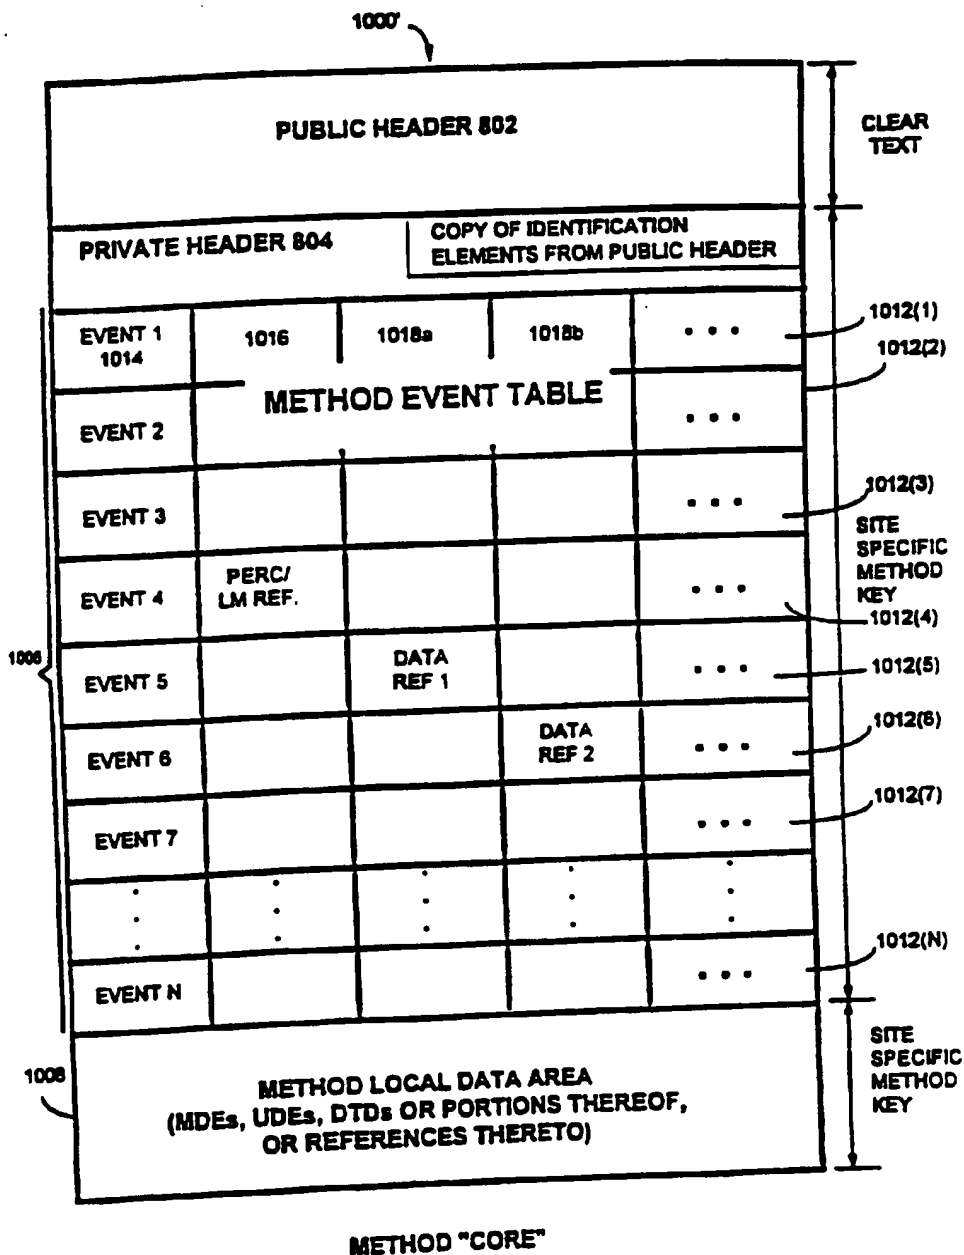 1000'
PUBLIC HEADER 802
CLEAR
TEXT
PRIVATE HEADER 804
COPY OF IDENTIFICATION
ELEMENTS FROM PUBLIC HEADER
EVENT 1
1014
1016
1018a
1018b
• • •
1012(1)
1012(2)
METHOD EVENT TABLE
EVENT 2
• • •
EVENT 3
• • •
1012(3)
SITE
SPECIFIC
METHOD
KEY
EVENT 4
PERC/
LM REF.
• • •
1012(4)
1006
EVENT 5
DATA
REF 1
• • •
1012(5)
EVENT 6
DATA
REF 2
• • •
1012(6)
EVENT 7
• • •
1012(7)
EVENT N
• • •
1012(N)
1008
METHOD LOCAL DATA AREA
(MDEs, UDEs, DTDs OR PORTIONS THEREOF,
OR REFERENCES THERETO)
SITE
SPECIFIC
METHOD
KEY
METHOD "CORE"